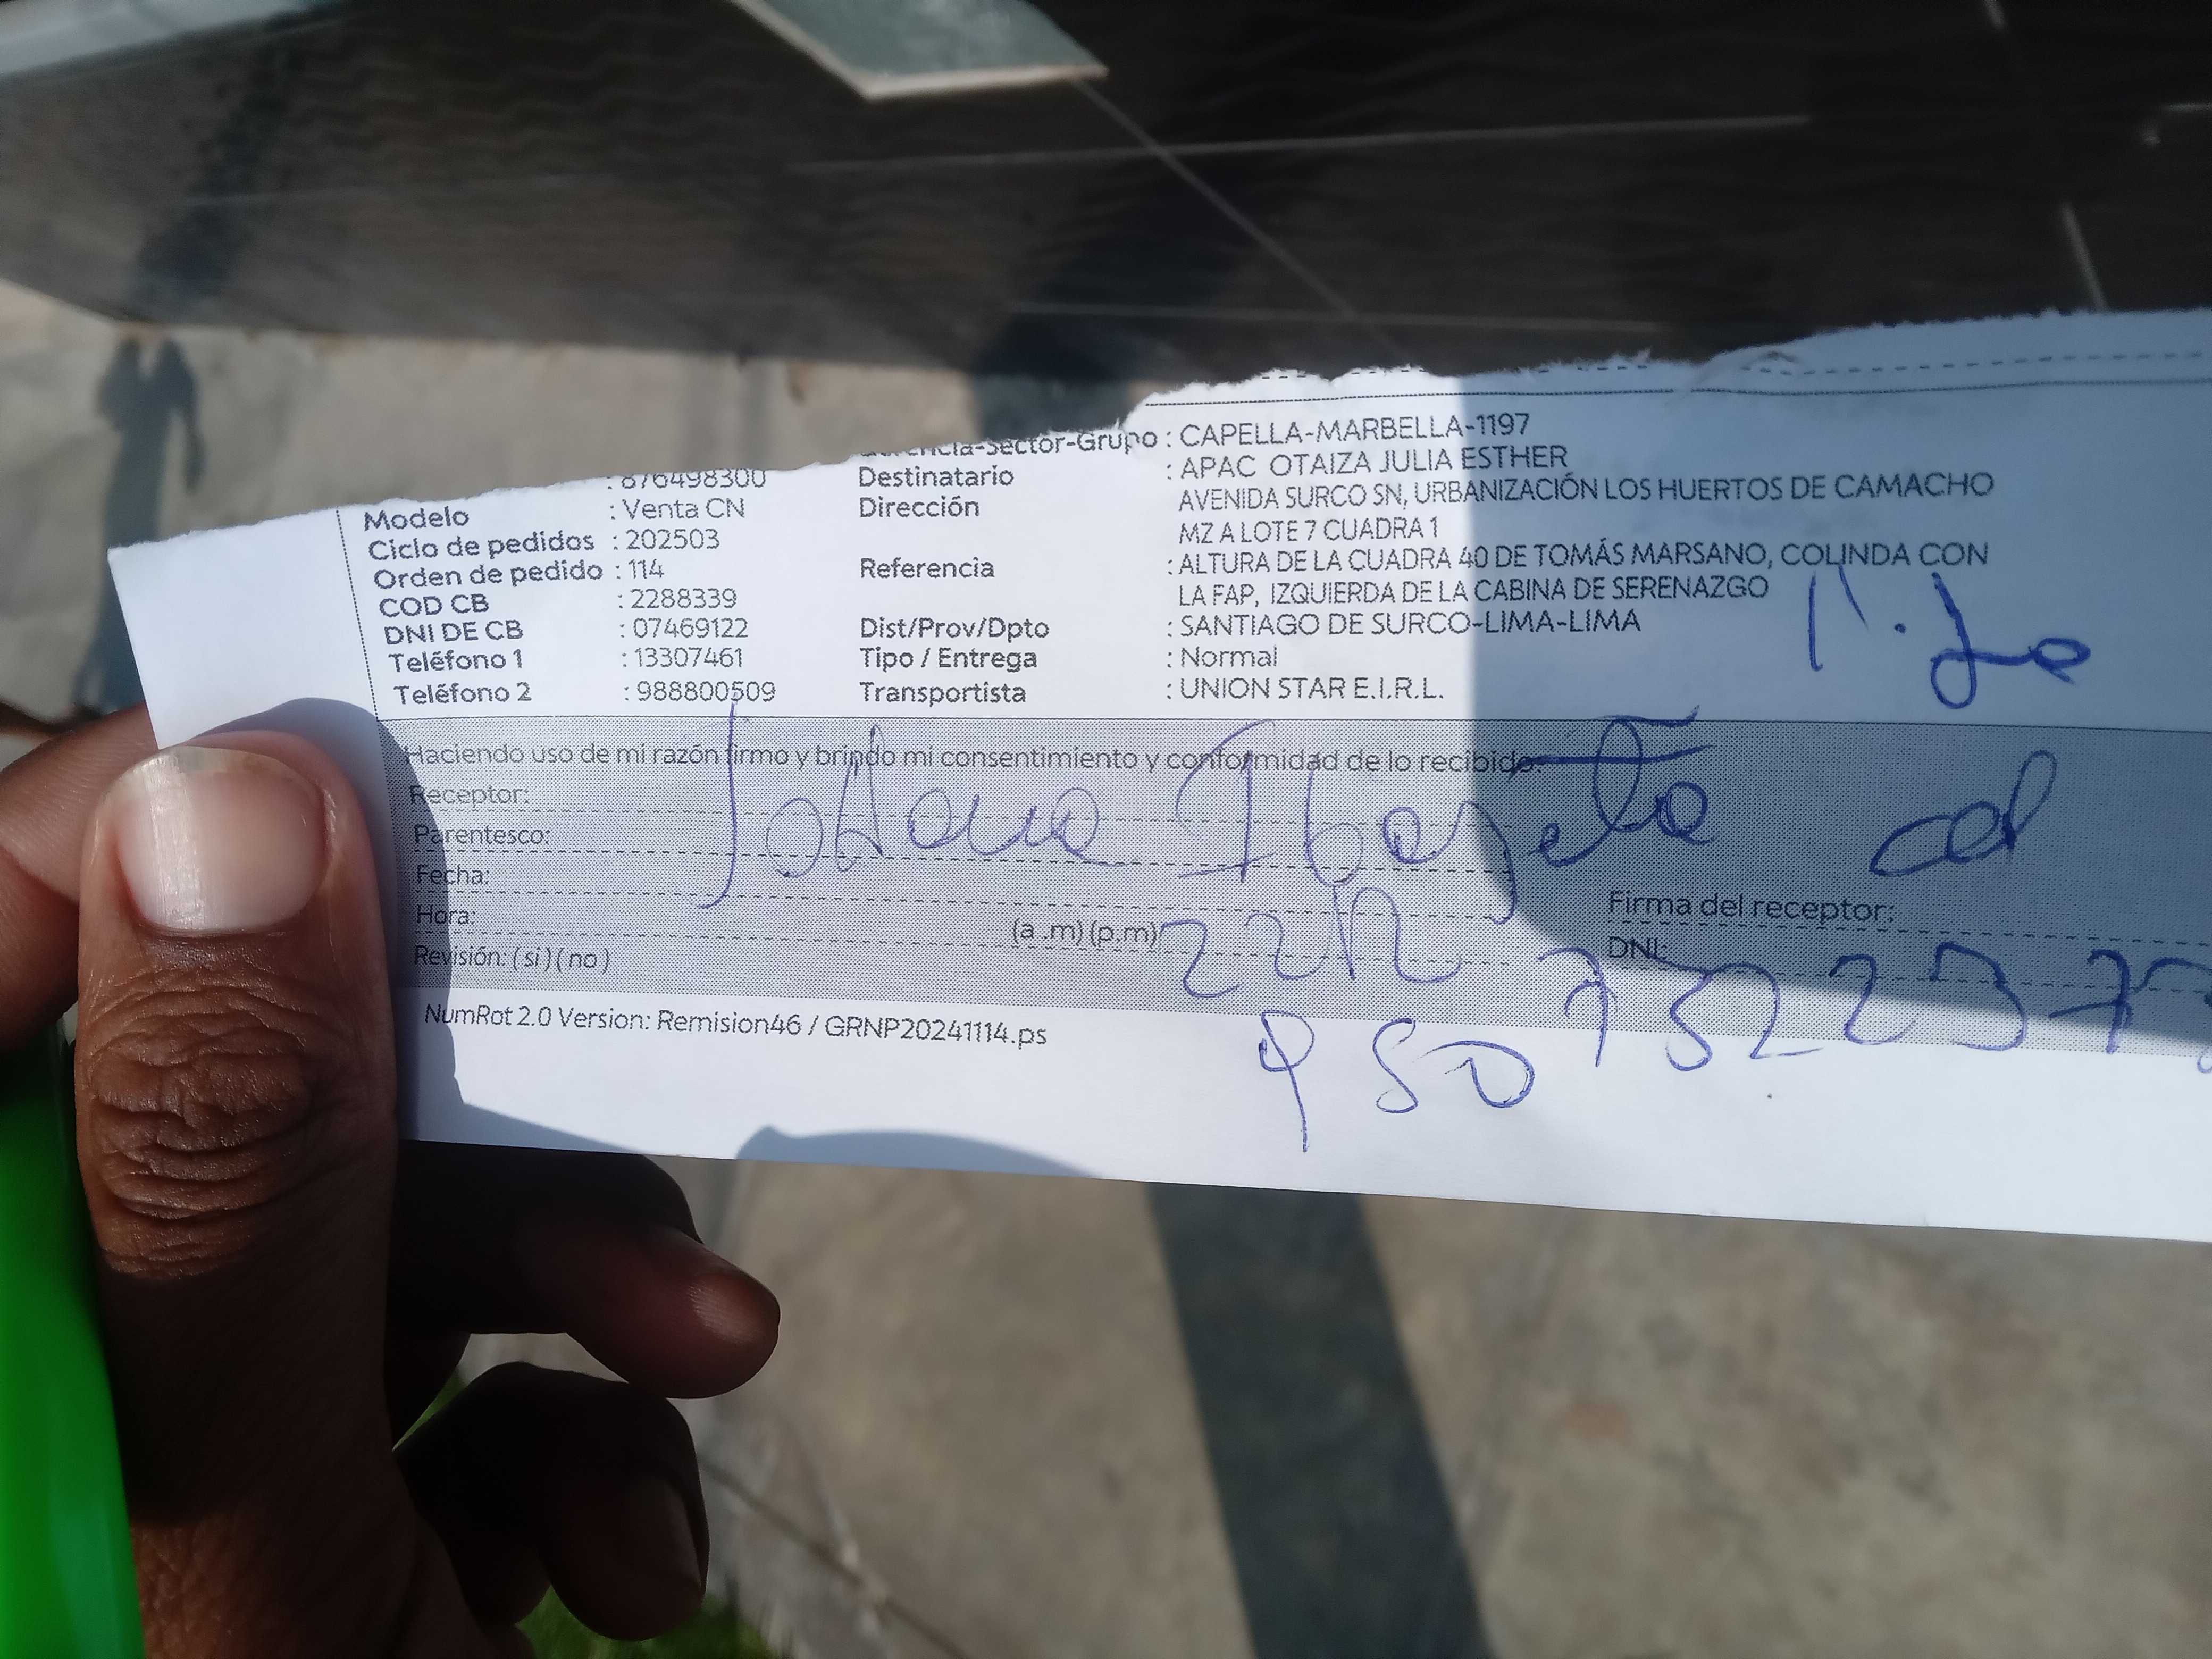 Gerencia-Sector-Grupo : CAPELLA-MARBELLA-1197
: 876498300
Destinatario : APAC OTAIZA JULIA ESTHER
Modelo : Venta CN
Dirección AVENIDA SURCO SN, URBANIZACIÓN LOS HUERTOS DE CAMACHO
MZ A LOTE 7 CUADRA 1
Ciclo de pedidos : 202503
Orden de pedido : 114
Referencia : ALTURA DE LA CUADRA 40 DE TOMÁS MARSANO, COLINDA CON
LA FAP, IZQUIERDA DE LA CABINA DE SERENAZGO
COD CB : 2288339
DNI DE CB : 07469122
Dist/Prov/Dpto : SANTIAGO DE SURCO-LIMA-LIMA
Teléfono 1 : 13307461
Tipo / Entrega : Normal
Teléfono 2 : 988800509
Transportista : UNION STAR E.I.R.L.
Haciendo uso de mi razón firmo y brindo mi consentimiento y conformidad de lo recibido:
Receptor:
Parentesco:
Fecha:
Hora: (a .m) (p.m)
Revisión: ( si ) ( no )
Firma del receptor:
DNI:
NumRot 2.0 Version: Remision46 / GRNP20241114.ps